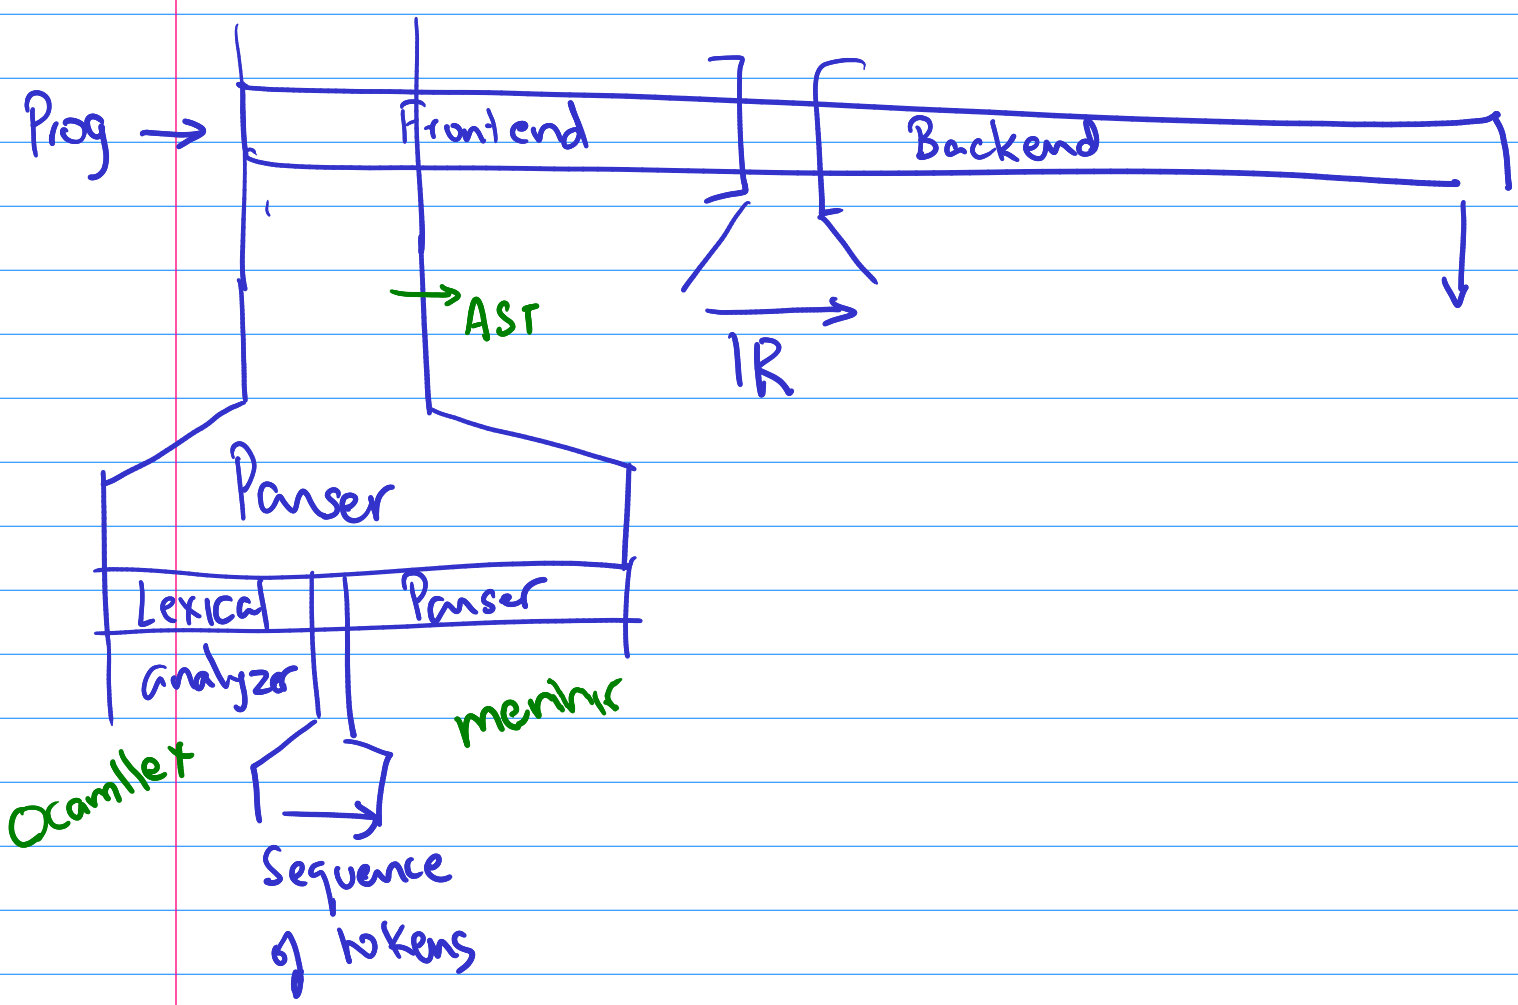 Prog → Frontend Backend
AST
IR
Parser
Lexical Parser
analyzer
menhir
Ocamllex
Sequence
of tokens